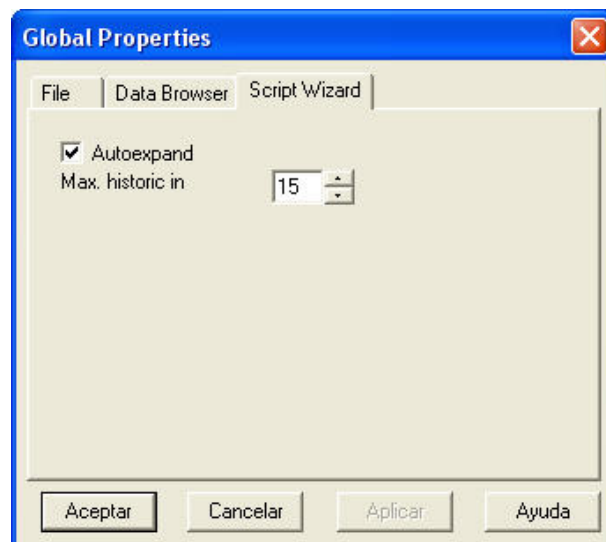 Global Properties
File Data Browser Script Wizard
Autoexpand
Max. historic in 15
Aceptar Cancelar Aplicar Ayuda